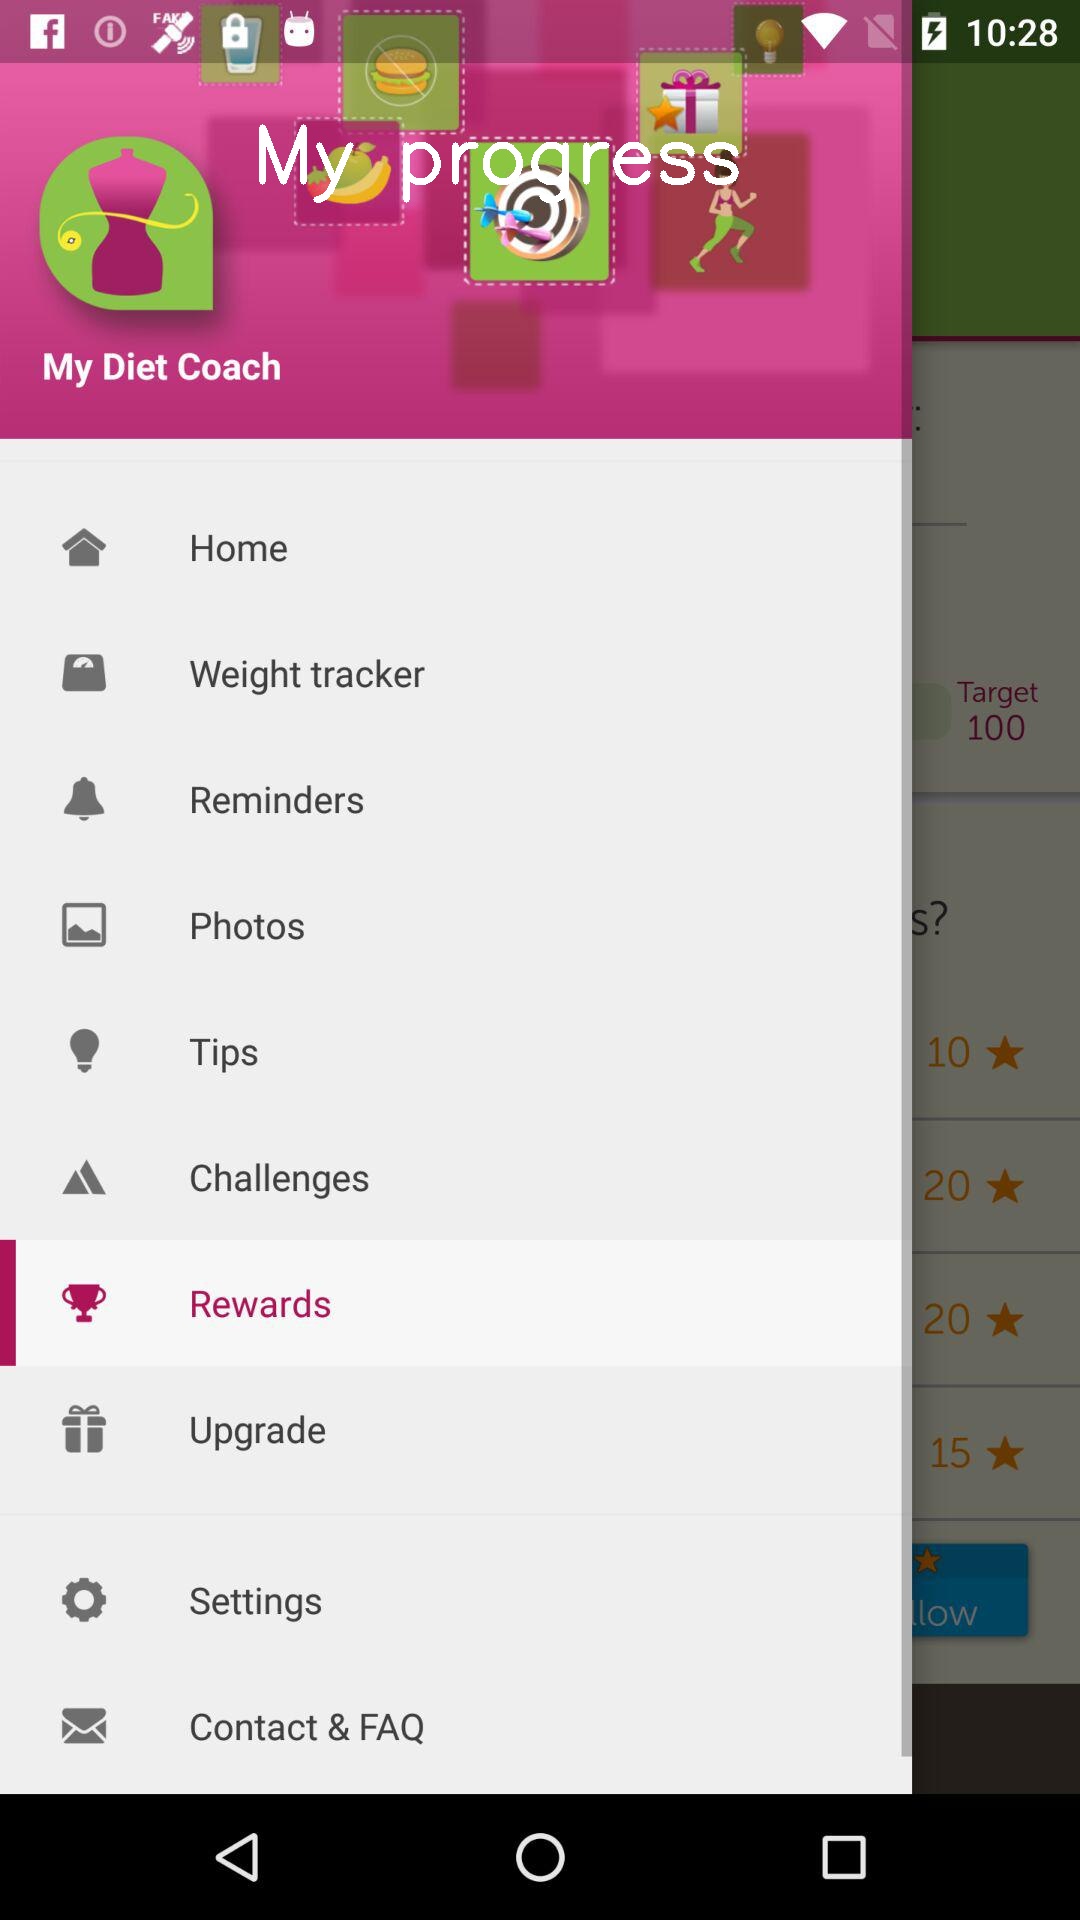 FAKE
10:28
My progress
My Diet Coach
:
Home
Weight tracker
Target
Reminders
100
Photos
s?
Tips
10
Challenges
20
Rewards
20
Upgrade
15
Settings
llow
Contact & FAQ